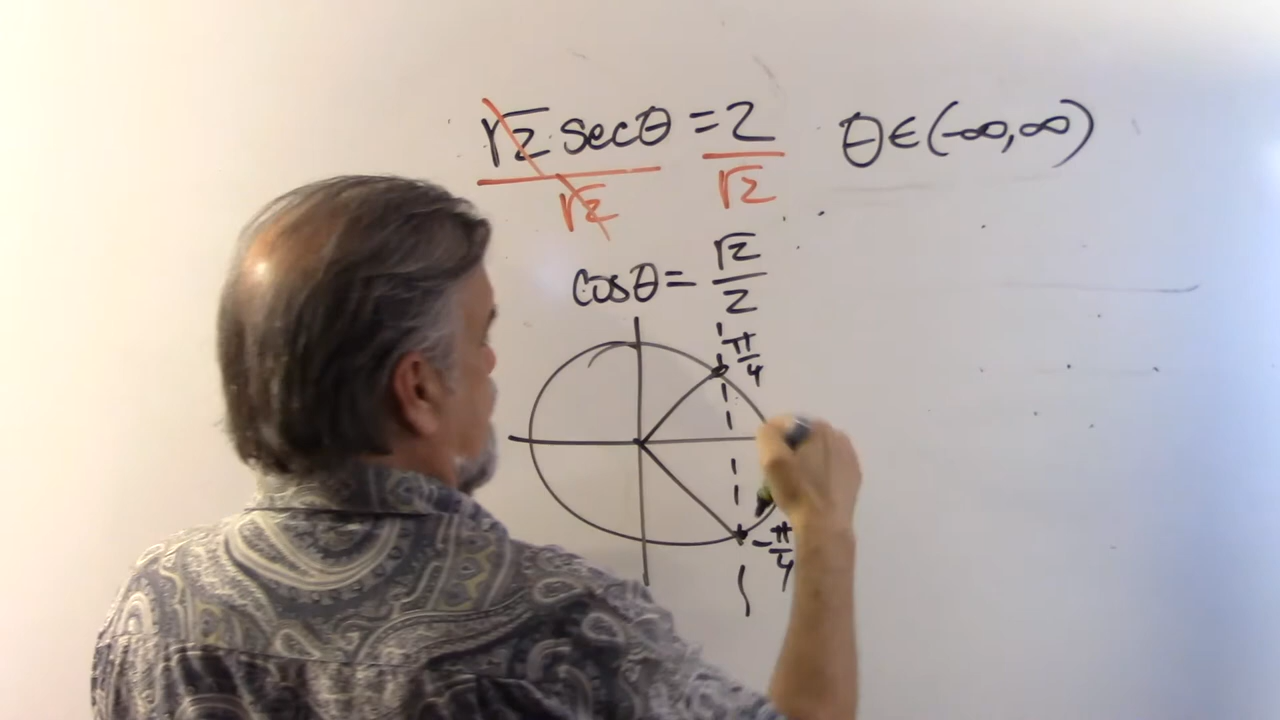 √2 secθ = 2 θ∈(-∞,∞)
√2 √2
cosθ = √2/2
π/4
-π/4